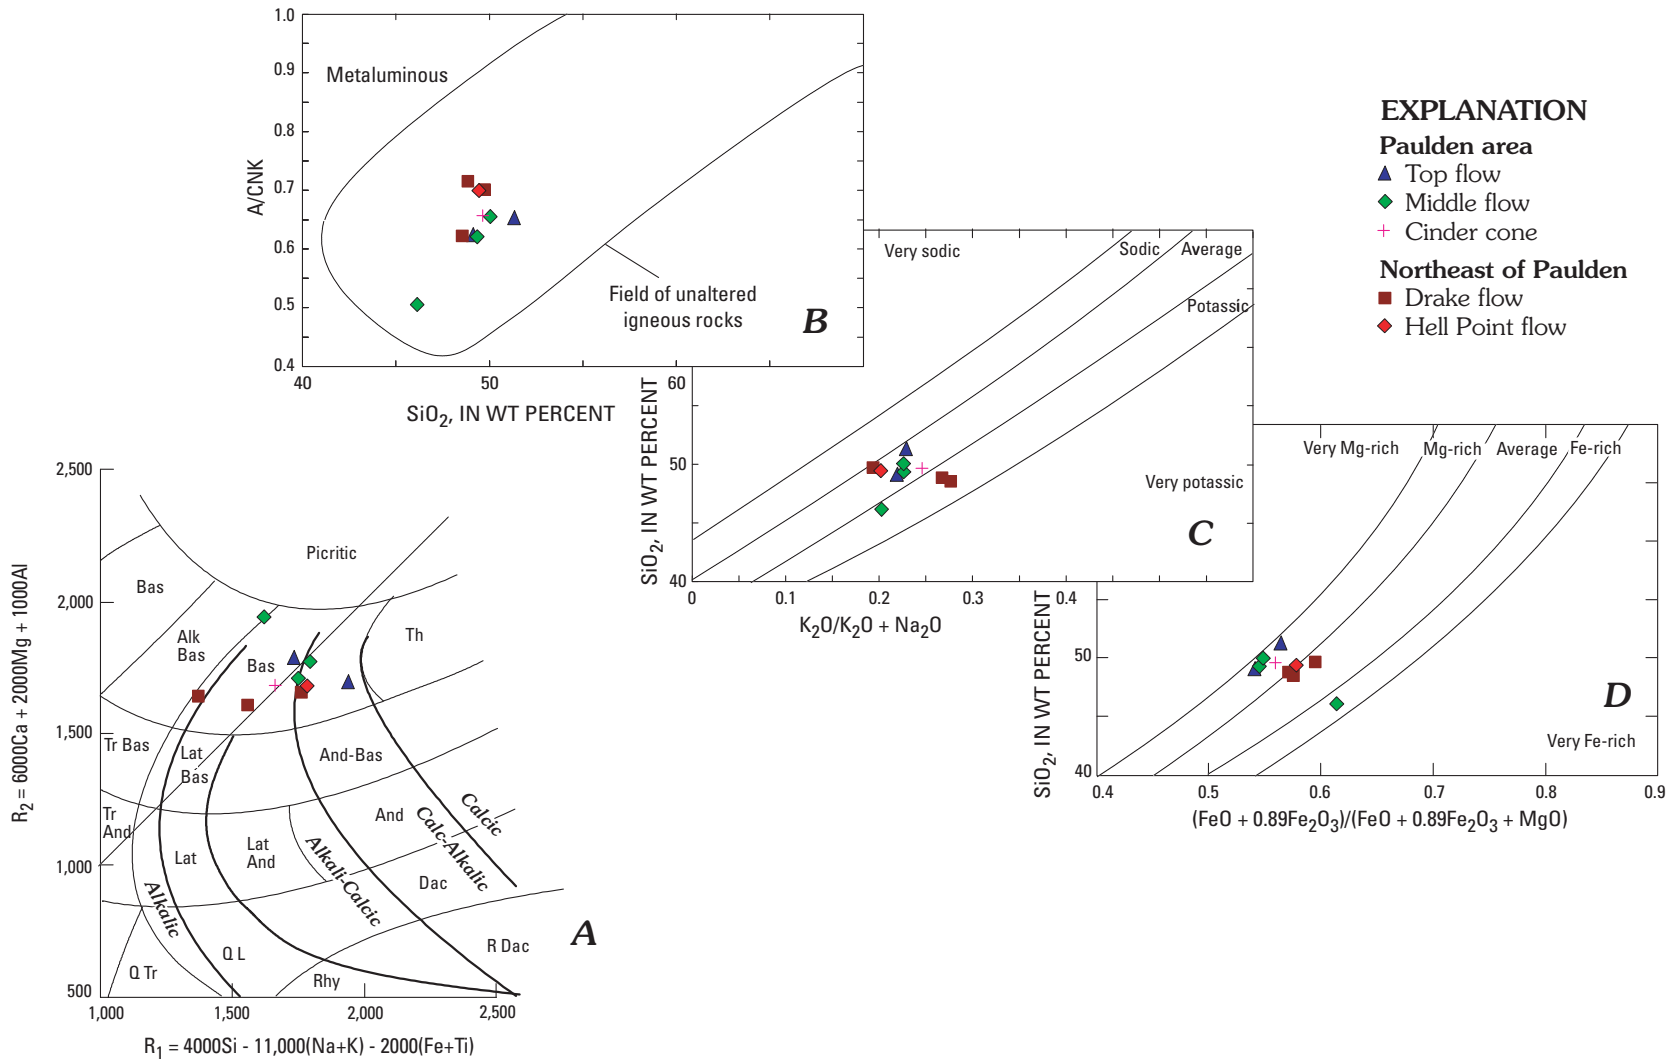 1.0
0.9
0.8
0.7
0.6
0.5
0.4
A/CNK
Metaluminous
Field of unaltered
igneous rocks
B
40
50
60
SiO2, IN WT PERCENT
EXPLANATION
Paulden area
Top flow
Middle flow
Cinder cone
Northeast of Paulden
Drake flow
Hell Point flow
Very sodic
Sodic
Average
Potassic
Very potassic
C
50
40
SiO2, IN WT PERCENT
0
0.1
0.2
0.3
0.4
K2O/K2O + Na2O
Very Mg-rich
Mg-rich
Average
Fe-rich
Very Fe-rich
D
50
40
SiO2, IN WT PERCENT
0.4
0.5
0.6
0.7
0.8
0.9
(FeO + 0.89Fe2O3)/(FeO + 0.89Fe2O3 + MgO)
2,500
2,000
1,500
1,000
500
R2 = 6000Ca + 2000Mg + 1000Al
Picritic
Bas
Alk
Bas
Bas
Th
Tr Bas
Lat
Bas
And-Bas
Tr
And
Lat
Lat
And
And
Dac
Q Tr
Q L
Rhy
R Dac
Alkalic
Alkali-Calcic
Calc-Alkalic
Calcic
A
1,000
1,500
2,000
2,500
R1 = 4000Si - 11,000(Na+K) - 2000(Fe+Ti)